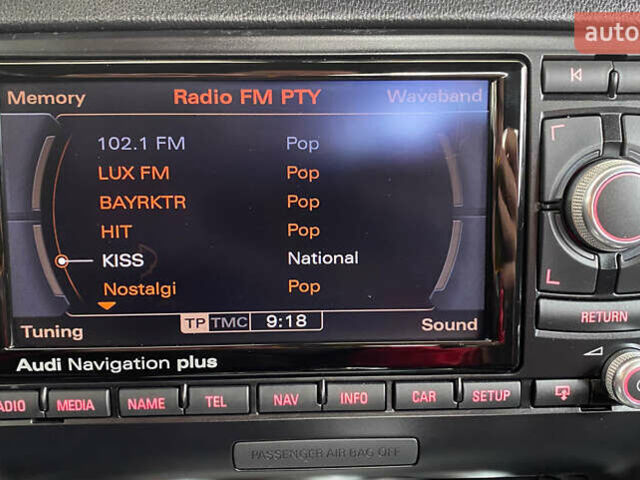 auto
Memory Radio FM PTY Waveband
102.1 FM Pop
LUX FM Pop
BAYRKTR Pop
HIT Pop
KISS National
Nostalgi Pop
Tuning TP TMC 9:18 Sound
RETURN
Audi Navigation plus
RADIO MEDIA NAME TEL NAV INFO CAR SETUP
PASSENGER AIR BAG OFF